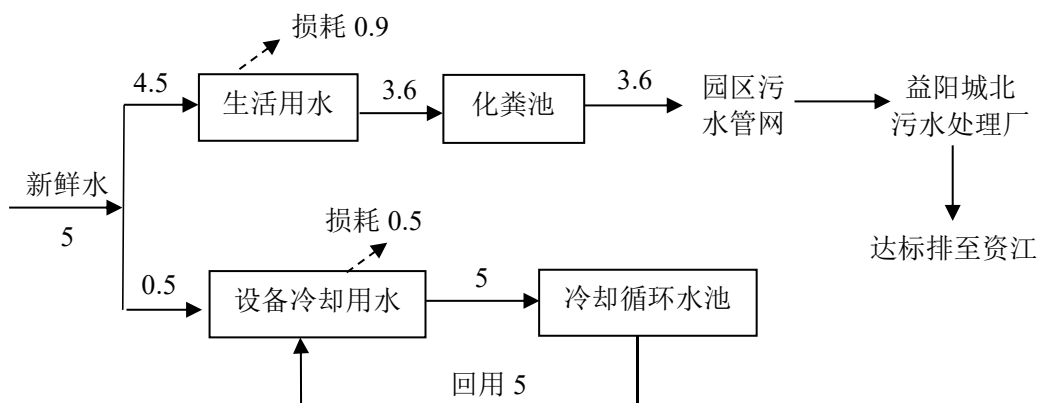 损耗 0.9
4.5
生活用水
3.6
化粪池
3.6
园区污
水管网
益阳城北
污水处理厂
新鲜水
5
损耗 0.5
达标排至资江
0.5
设备冷却用水
5
冷却循环水池
回用 5